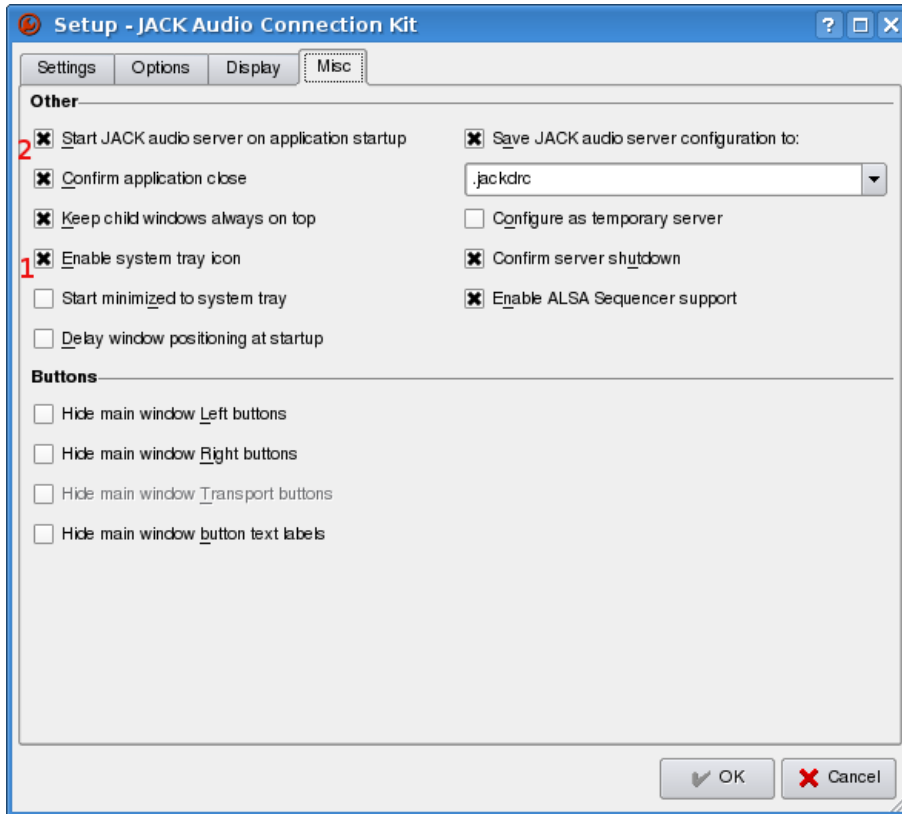 Setup - JACK Audio Connection Kit
?
Settings Options Display Misc
Other
2
Start JACK audio server on application startup
Confirm application close
Keep child windows always on top
1
Enable system tray icon
Start minimized to system tray
Delay window positioning at startup
Save JACK audio server configuration to:
.jackdrc
Configure as temporary server
Confirm server shutdown
Enable ALSA Sequencer support
Buttons
Hide main window Left buttons
Hide main window Right buttons
Hide main window Transport buttons
Hide main window button text labels
OK Cancel